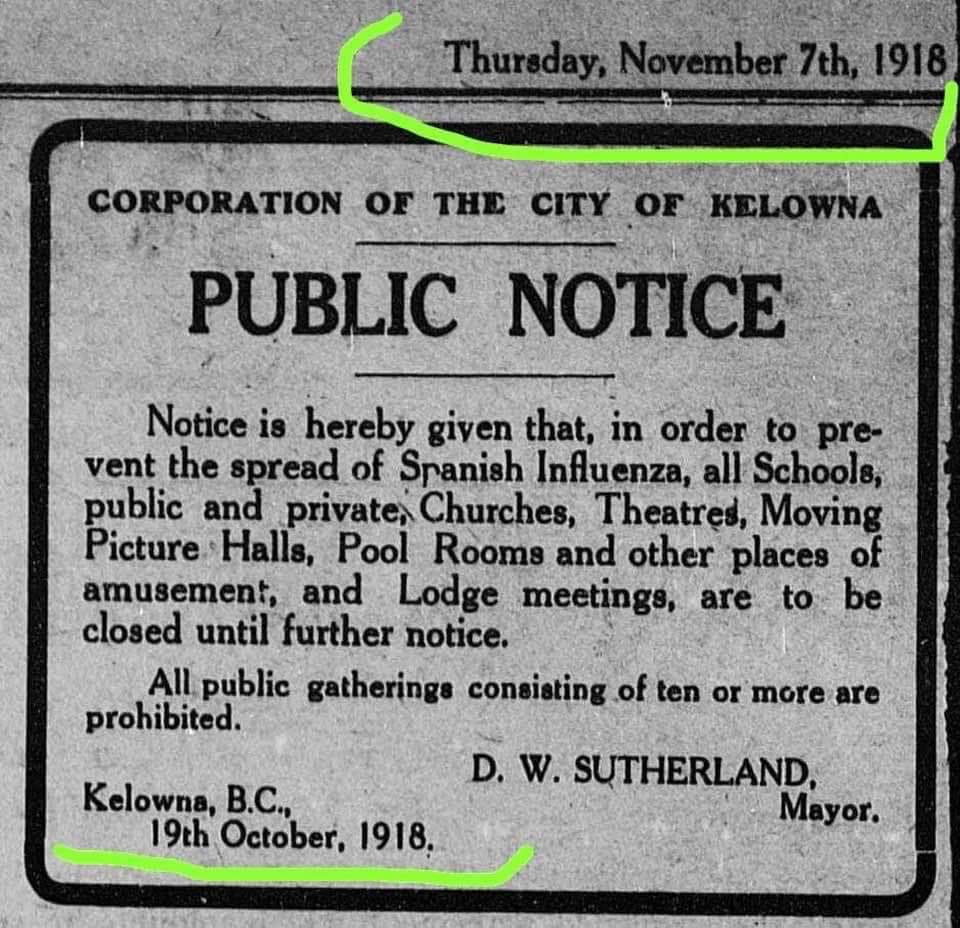 Thursday, November 7th, 1918
CORPORATION OF THE CITY OF KELOWNA
PUBLIC NOTICE
Notice is hereby given that, in order to pre-
vent the spread of Spanish Influenza, all Schools,
public and private, Churches, Theatres, Moving
Picture Halls, Pool Rooms and other places of
amusement, and Lodge meetings, are to be
closed until further notice.
All public gatherings consisting of ten or more are
prohibited.
D. W. SUTHERLAND,
Mayor.
Kelowna, B.C.,
19th October, 1918.